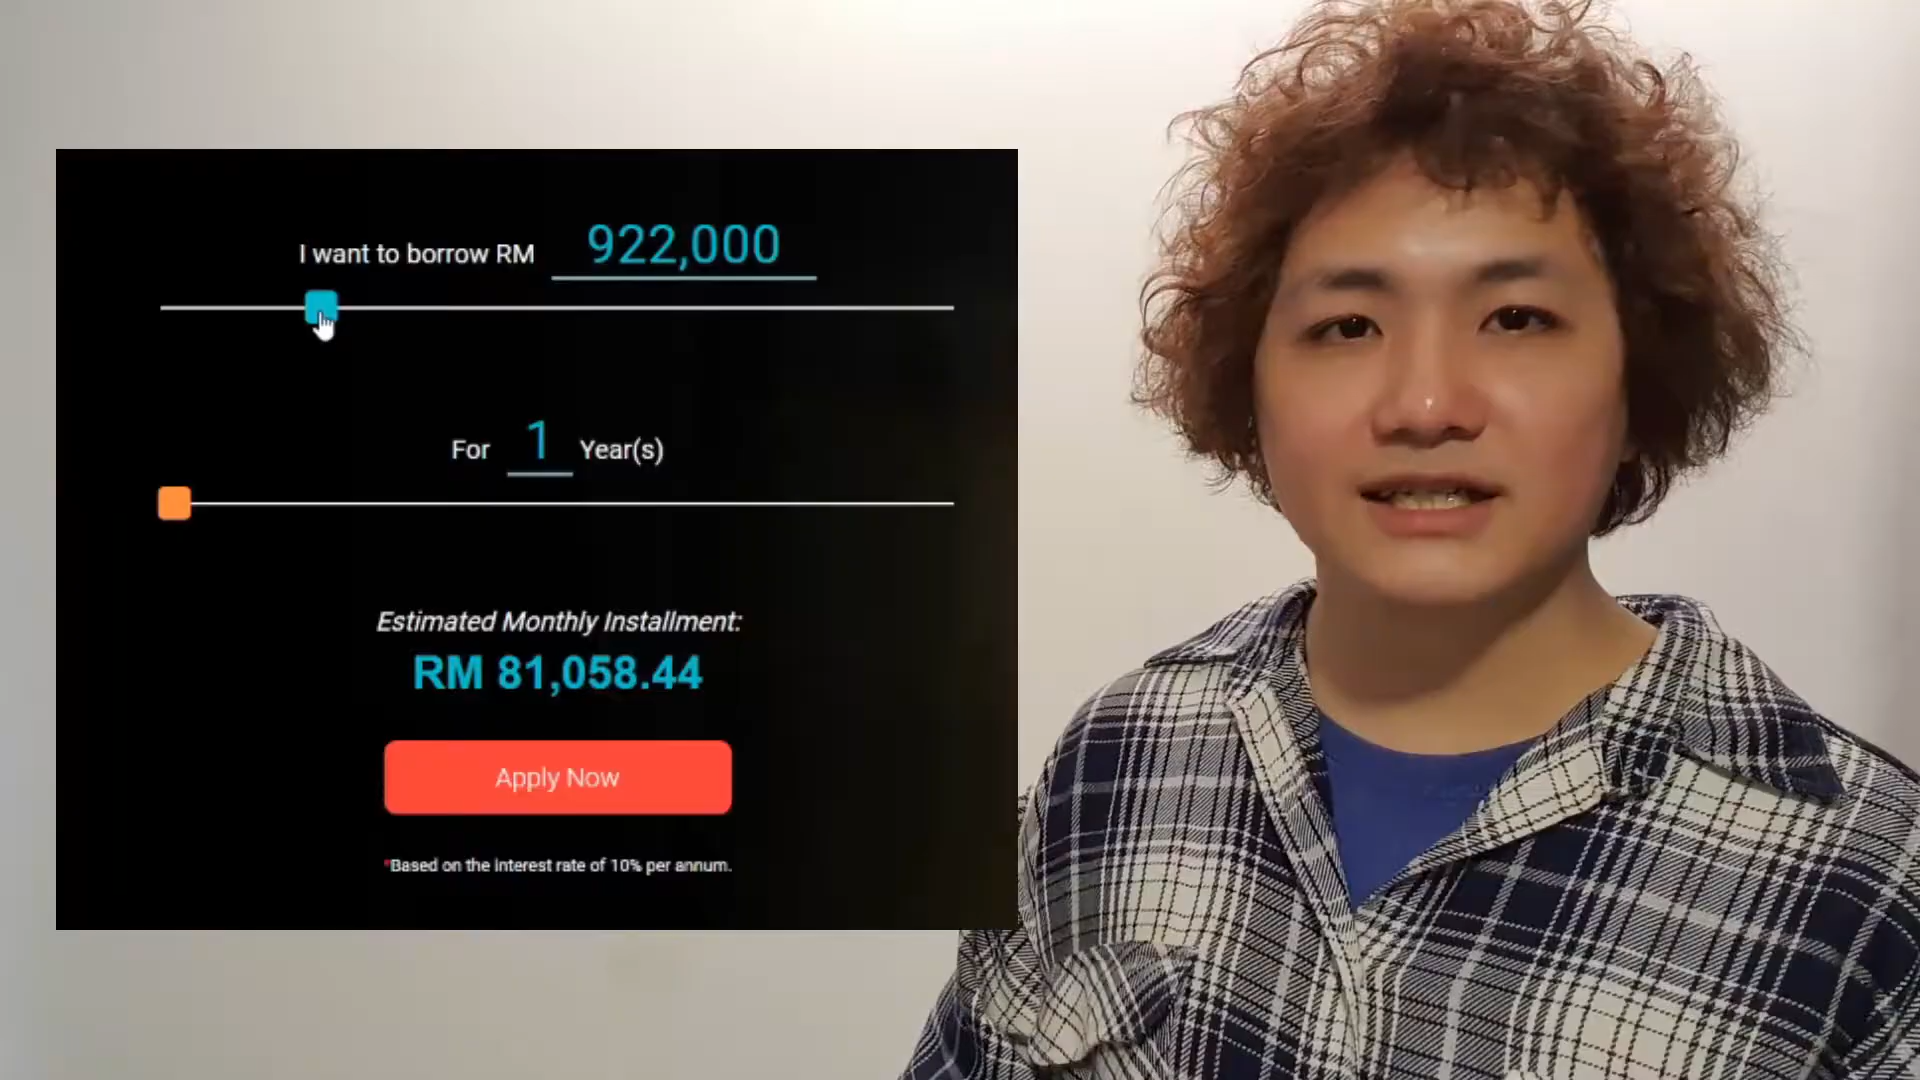 I want to borrow RM 922,000
For 1 Year(s)
Estimated Monthly Installment:
RM 81,058.44
Apply Now
*Based on the interest rate of 10% per annum.